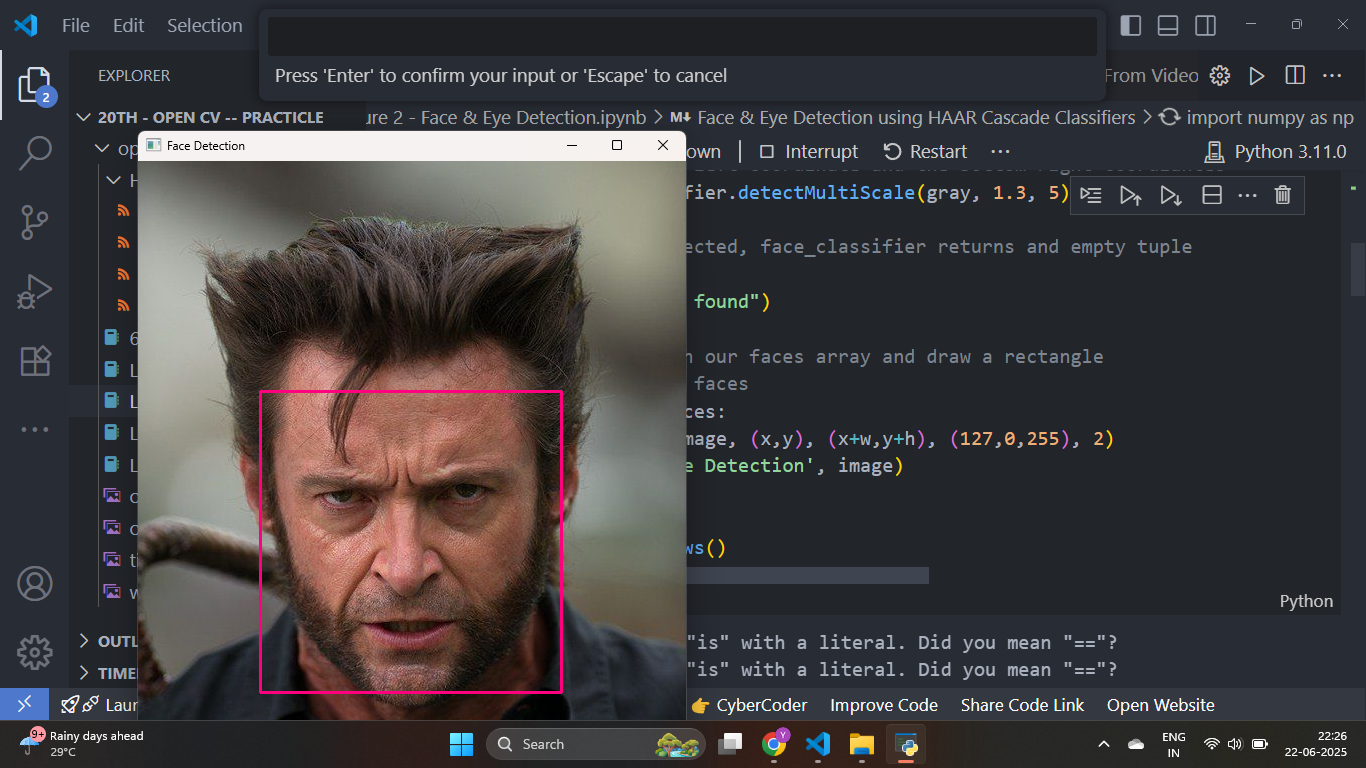 File Edit Selection
Press 'Enter' to confirm your input or 'Escape' to cancel
EXPLORER
From Video
2
20TH - OPEN CV -- PRACTICLE
ure 2 - Face & Eye Detection.ipynb > Face & Eye Detection using HAAR Cascade Classifiers > import numpy as np
Face Detection
own
Interrupt
Restart
Python 3.11.0
fier.detectMultiScale(gray, 1.3, 5)
ected, face_classifier returns and empty tuple
found")
n our faces array and draw a rectangle
faces
ces:
mage, (x,y), (x+w,y+h), (127,0,255), 2)
e Detection', image)
ws()
Python
OUTL
"is" with a literal. Did you mean "=="?
TIME
"is" with a literal. Did you mean "=="?
Laun
CyberCoder Improve Code Share Code Link Open Website
9+
Rainy days ahead
29°C
Search
Y
ENG
IN
22:26
22-06-2025